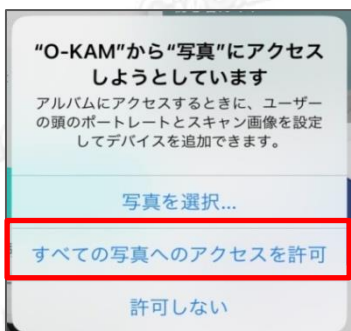 “O-KAM”から“写真”にアクセス
しようとしています
アルバムにアクセスするときに、ユーザー
の頭のポートレートとスキャン画像を設定
してデバイスを追加できます。
写真を選択...
すべての写真へのアクセスを許可
許可しない